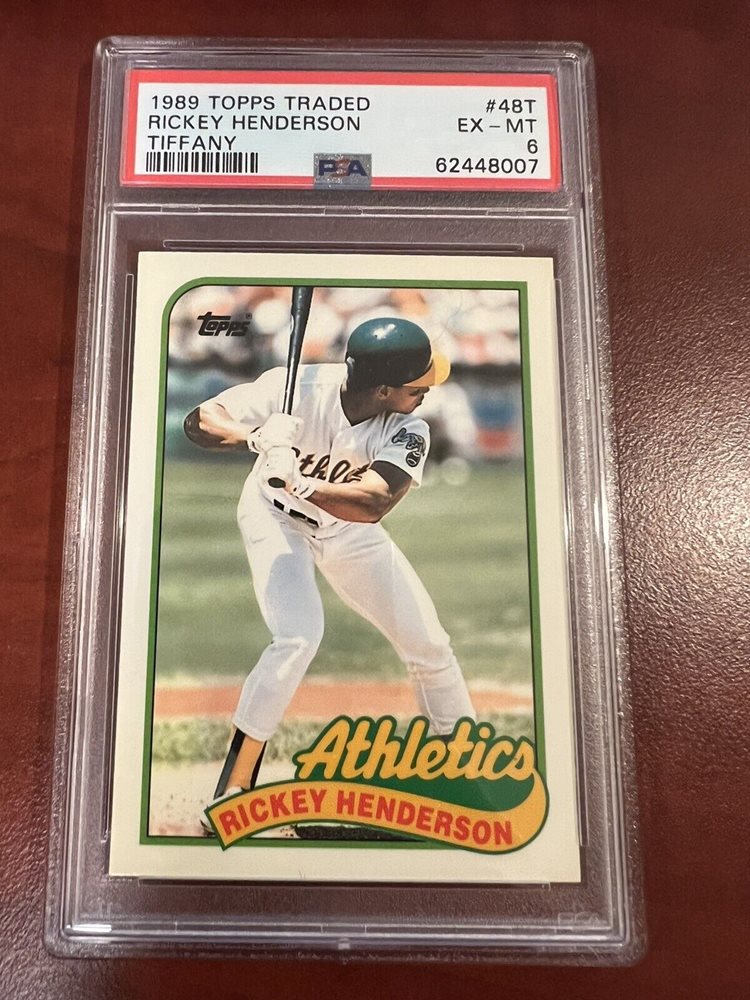 1989 TOPPS TRADED #48T
RICKEY HENDERSON EX - MT
TIFFANY 6
PSA 62448007
Topps®
Athletics
RICKEY HENDERSON